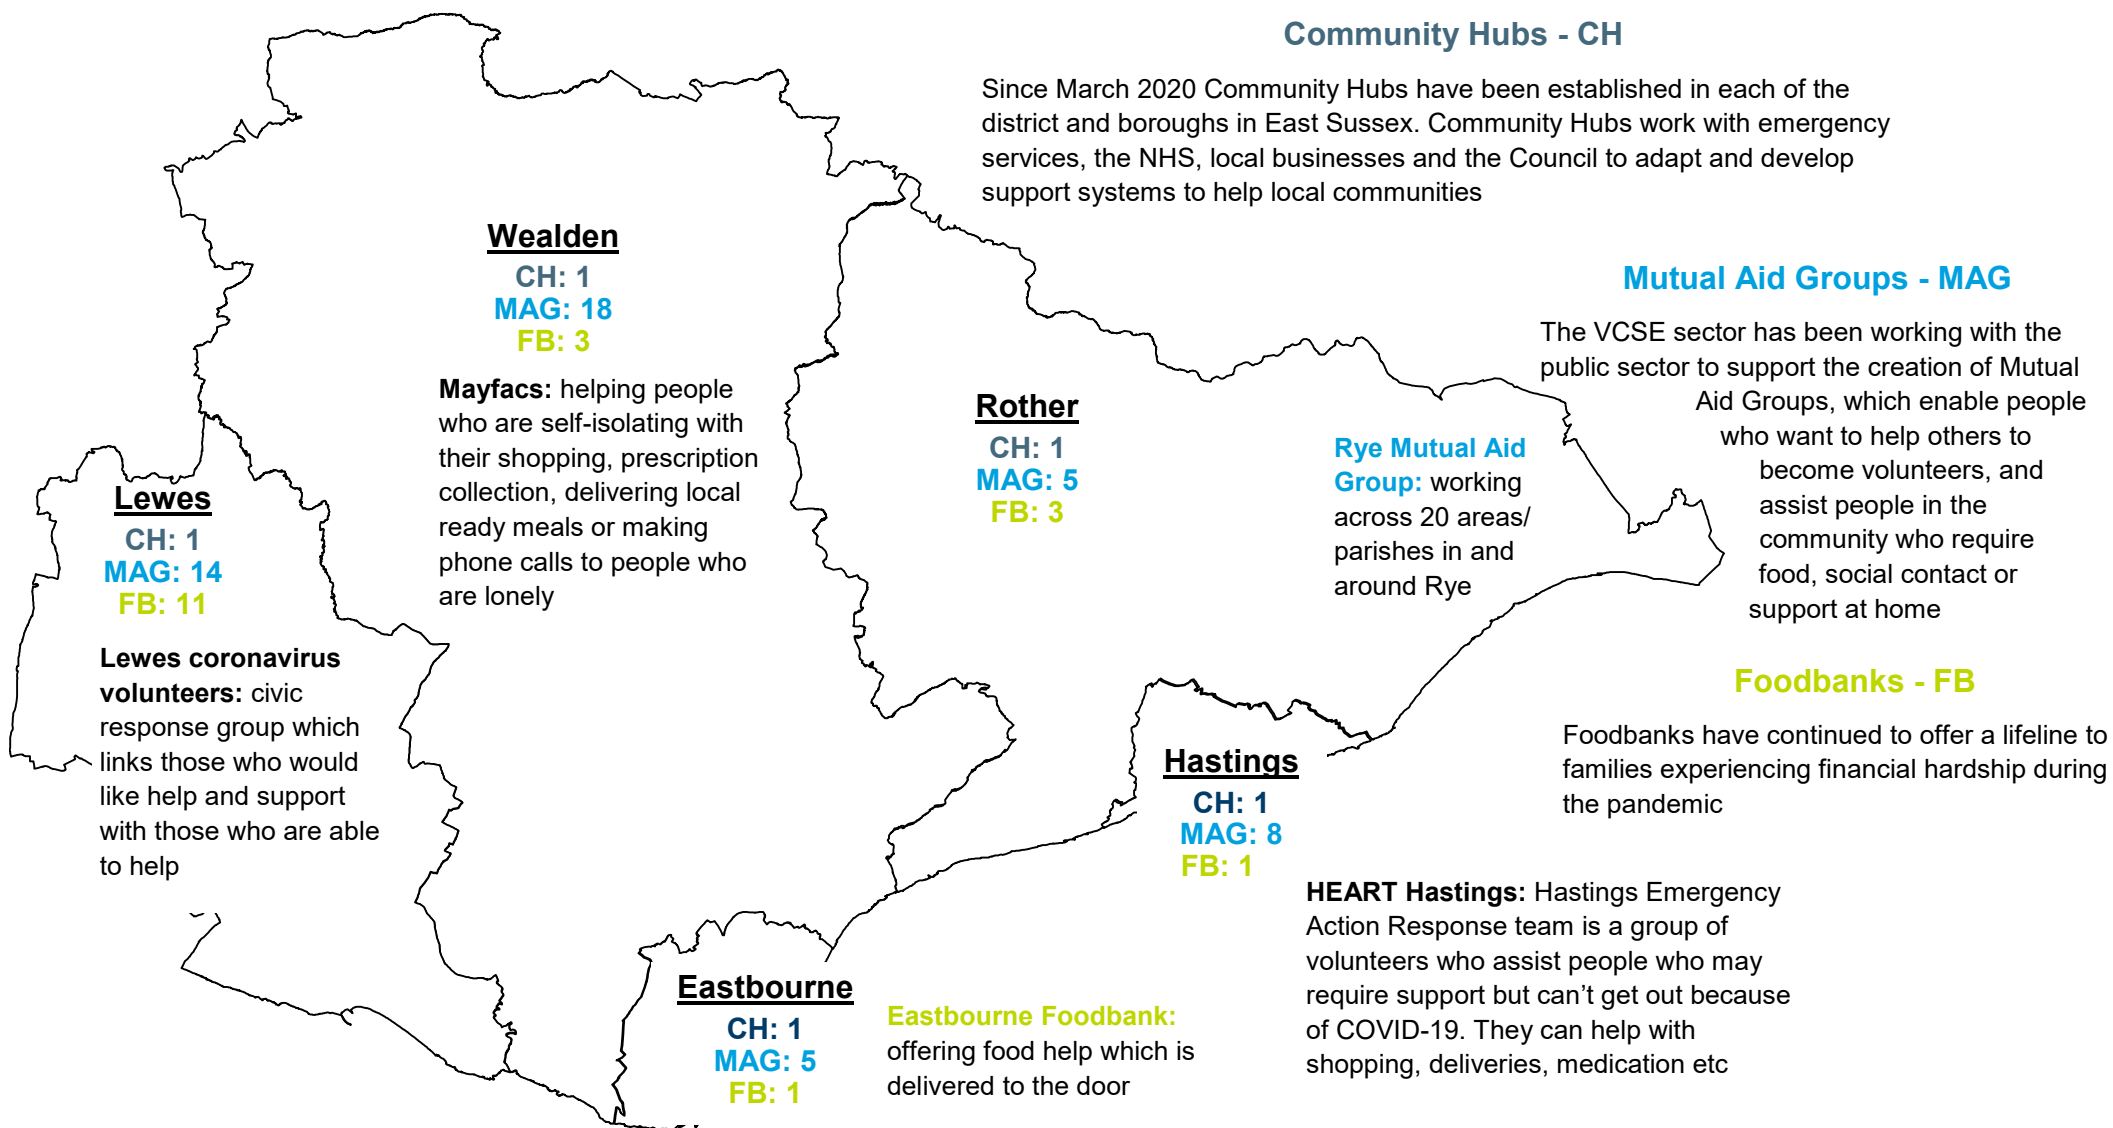 Community Hubs - CH
Since March 2020 Community Hubs have been established in each of the
district and boroughs in East Sussex. Community Hubs work with emergency
services, the NHS, local businesses and the Council to adapt and develop
support systems to help local communities
Wealden
CH: 1
MAG: 18
FB: 3
Mayfacs: helping people
who are self-isolating with
their shopping, prescription
collection, delivering local
ready meals or making
phone calls to people who
are lonely
Mutual Aid Groups - MAG
The VCSE sector has been working with the
public sector to support the creation of Mutual
Aid Groups, which enable people
who want to help others to
become volunteers, and
assist people in the
community who require
food, social contact or
support at home
Rother
CH: 1
MAG: 5
FB: 3
Rye Mutual Aid
Group: working
across 20 areas/
parishes in and
around Rye
Lewes
CH: 1
MAG: 14
FB: 11
Lewes coronavirus
volunteers: civic
response group which
links those who would
like help and support
with those who are able
to help
Foodbanks - FB
Foodbanks have continued to offer a lifeline to
families experiencing financial hardship during
the pandemic
Hastings
CH: 1
MAG: 8
FB: 1
HEART Hastings: Hastings Emergency
Action Response team is a group of
volunteers who assist people who may
require support but can’t get out because
of COVID-19. They can help with
shopping, deliveries, medication etc
Eastbourne
CH: 1
MAG: 5
FB: 1
Eastbourne Foodbank:
offering food help which is
delivered to the door